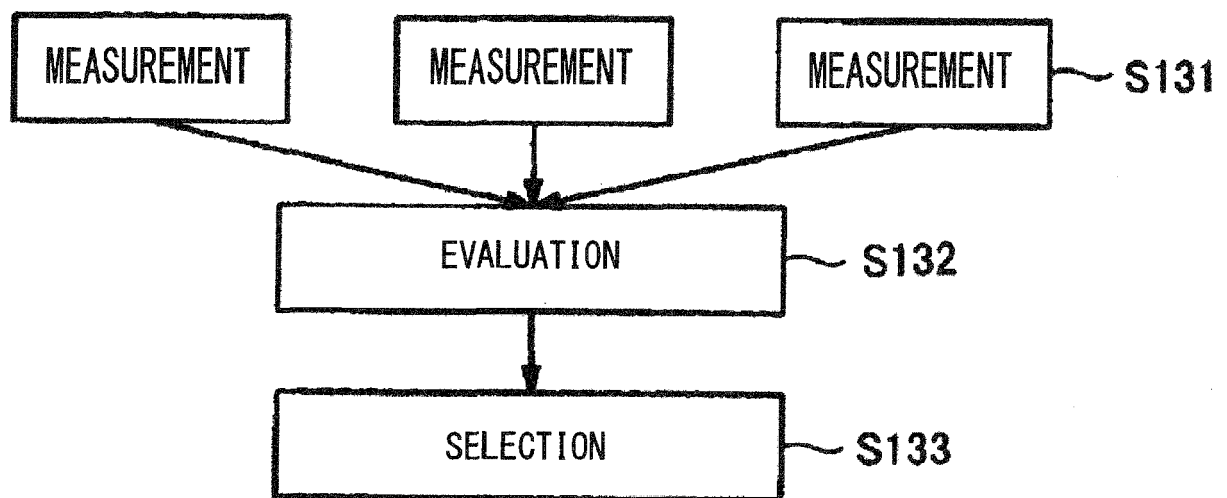 MEASUREMENT MEASUREMENT MEASUREMENT S131
EVALUATION S132
SELECTION S133